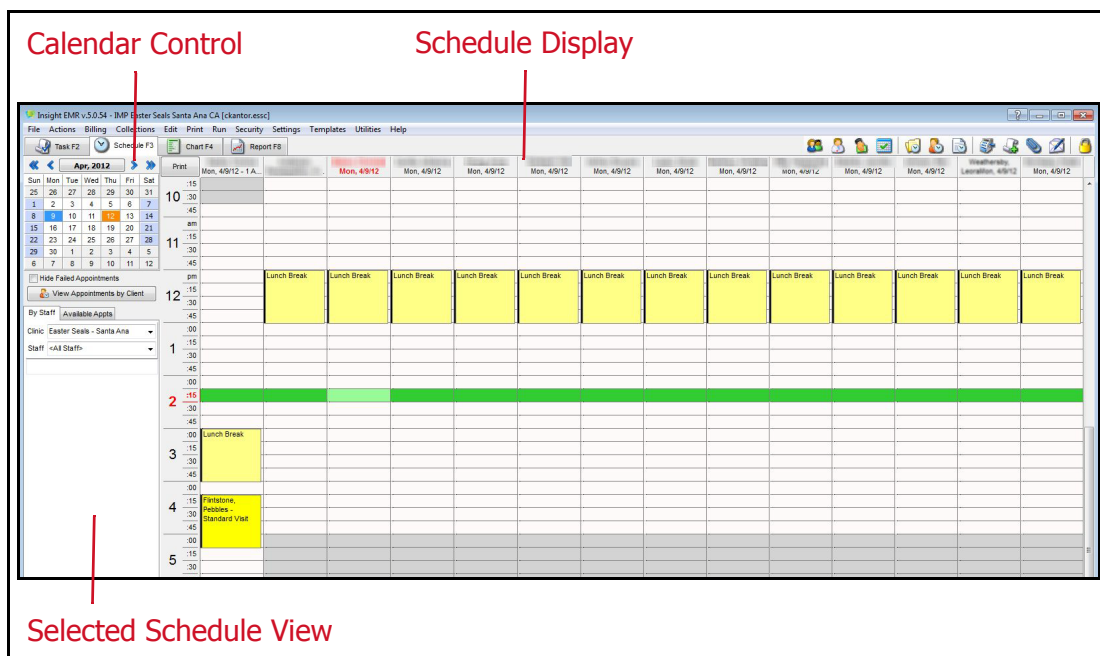 Calendar Control
Schedule Display
Insight EMR v.5.0.54 - IMP Easter Seals Santa Ana CA [ckantor.essc]
File Actions Billing Collections Edit Print Run Security Settings Templates Utilities Help
Task F2 Schedule F3 Chart F4 Report F8
Apr, 2012
Print
Mon, 4/9/12 - 1 A... Mon, 4/9/12 Mon, 4/9/12 Mon, 4/9/12 Mon, 4/9/12 Mon, 4/9/12 Mon, 4/9/12 Mon, 4/9/12 Mon, 4/9/12 Mon, 4/9/12 Mon, 4/9/12 Weathersby, Mon, 4/9/12
Sun Mon Tue Wed Thu Fri Sat
25 26 27 28 29 30 31
1 2 3 4 5 6 7
8 9 10 11 12 13 14
15 16 17 18 19 20 21
22 23 24 25 26 27 28
29 30 1 2 3 4 5
6 7 8 9 10 11 12
Hide Failed Appointments
View Appointments by Client
By Staff Available Appts
Clinic Easter Seals - Santa Ana
Staff <All Staff>
:15
10 :30
:45
am
11 :15
:30
:45
pm Lunch Break Lunch Break Lunch Break Lunch Break Lunch Break Lunch Break Lunch Break Lunch Break Lunch Break Lunch Break Lunch Break Lunch Break Lunch Break
12 :15
:30
:45
:00
1 :15
:30
:45
:00
2 :15
:30
:45
:00 Lunch Break
3 :15
:30
:45
:00
4 :15 Flintstone,
:30 Pebbles -
Standard Visit
:45
:00
5 :15
:30
Selected Schedule View